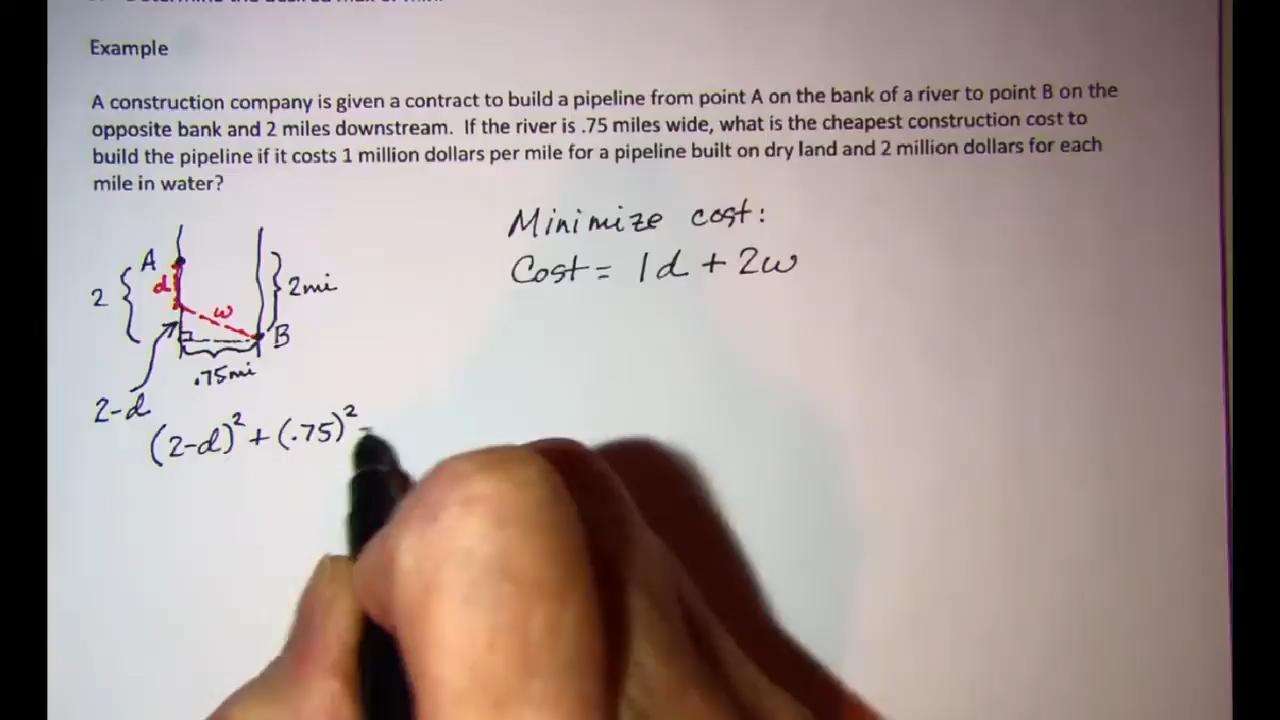 Example
A construction company is given a contract to build a pipeline from point A on the bank of a river to point B on the
opposite bank and 2 miles downstream. If the river is .75 miles wide, what is the cheapest construction cost to
build the pipeline if it costs 1 million dollars per mile for a pipeline built on dry land and 2 million dollars for each
mile in water?
Minimize cost:
Cost = 1d + 2w
A
2
d
w
2mi
B
.75mi
2-d
(2-d)² + (.75)²